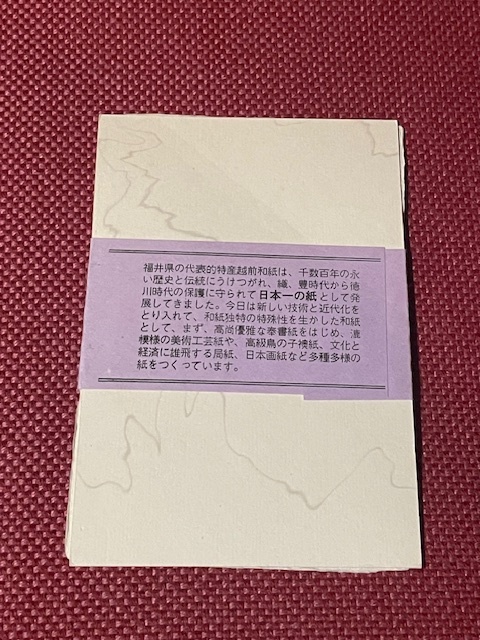 福井県の代表的特産越前和紙は、千数百年の永
い歴史と伝統にうけつがれ、織、豊時代から徳
川時代の保護に守られて日本一の紙として発
展してきました。今日は新しい技術と近代化を
とり入れて、和紙独特の特殊性を生かした和紙
として、まず、高尚優雅な奉書紙をはじめ、漉
模様の美術工芸紙や、高級鳥の子襖紙、文化と
経済に雄飛する局紙、日本画紙など多種多様の
紙をつくっています。